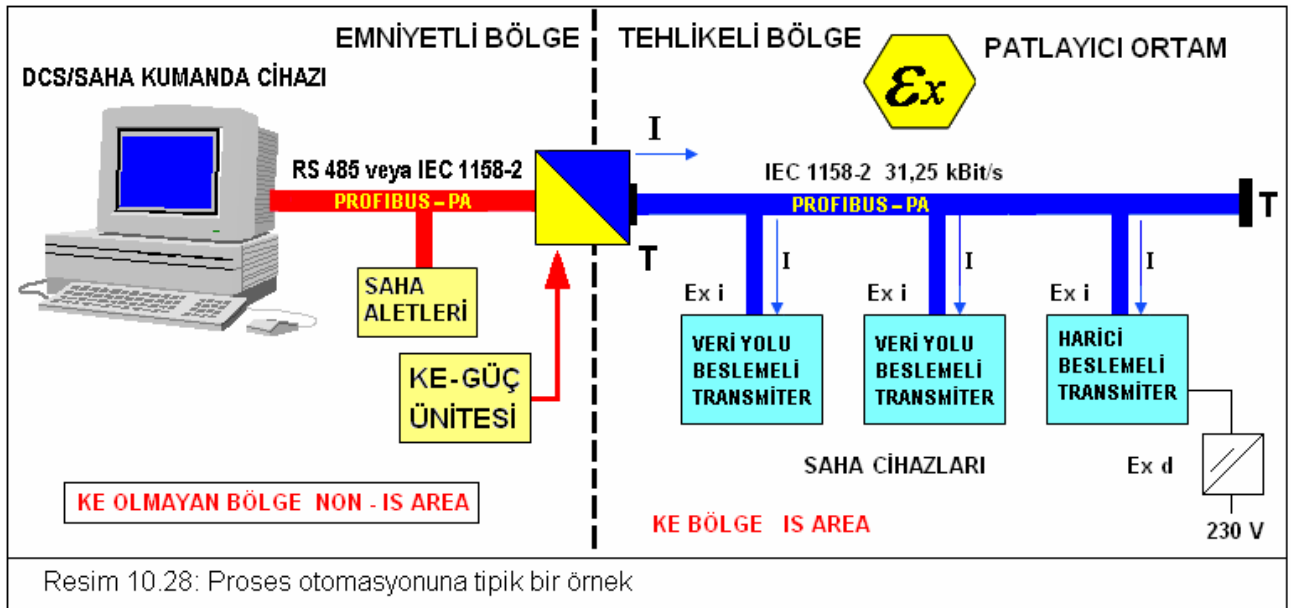 EMNİYETLİ BÖLGE
TEHLİKELİ BÖLGE
PATLAYICI ORTAM
Ex
DCS/SAHA KUMANDA CİHAZI
I
RS 485 veya IEC 1158-2
IEC 1158-2 31,25 kBit/s
PROFIBUS-PA
PROFIBUS-PA
T
T
SAHA
ALETLERİ
I
I
I
Ex i
Ex i
Ex i
KE-GÜÇ
ÜNİTESİ
VERİ YOLU
BESLEMELİ
TRANSMİTER
VERİ YOLU
BESLEMELİ
TRANSMİTER
HARİCİ
BESLEMELİ
TRANSMİTER
SAHA CİHAZLARI
Ex d
KE OLMAYAN BÖLGE NON - IS AREA
KE BÖLGE IS AREA
230 V
Resim 10.28: Proses otomasyonuna tipik bir örnek